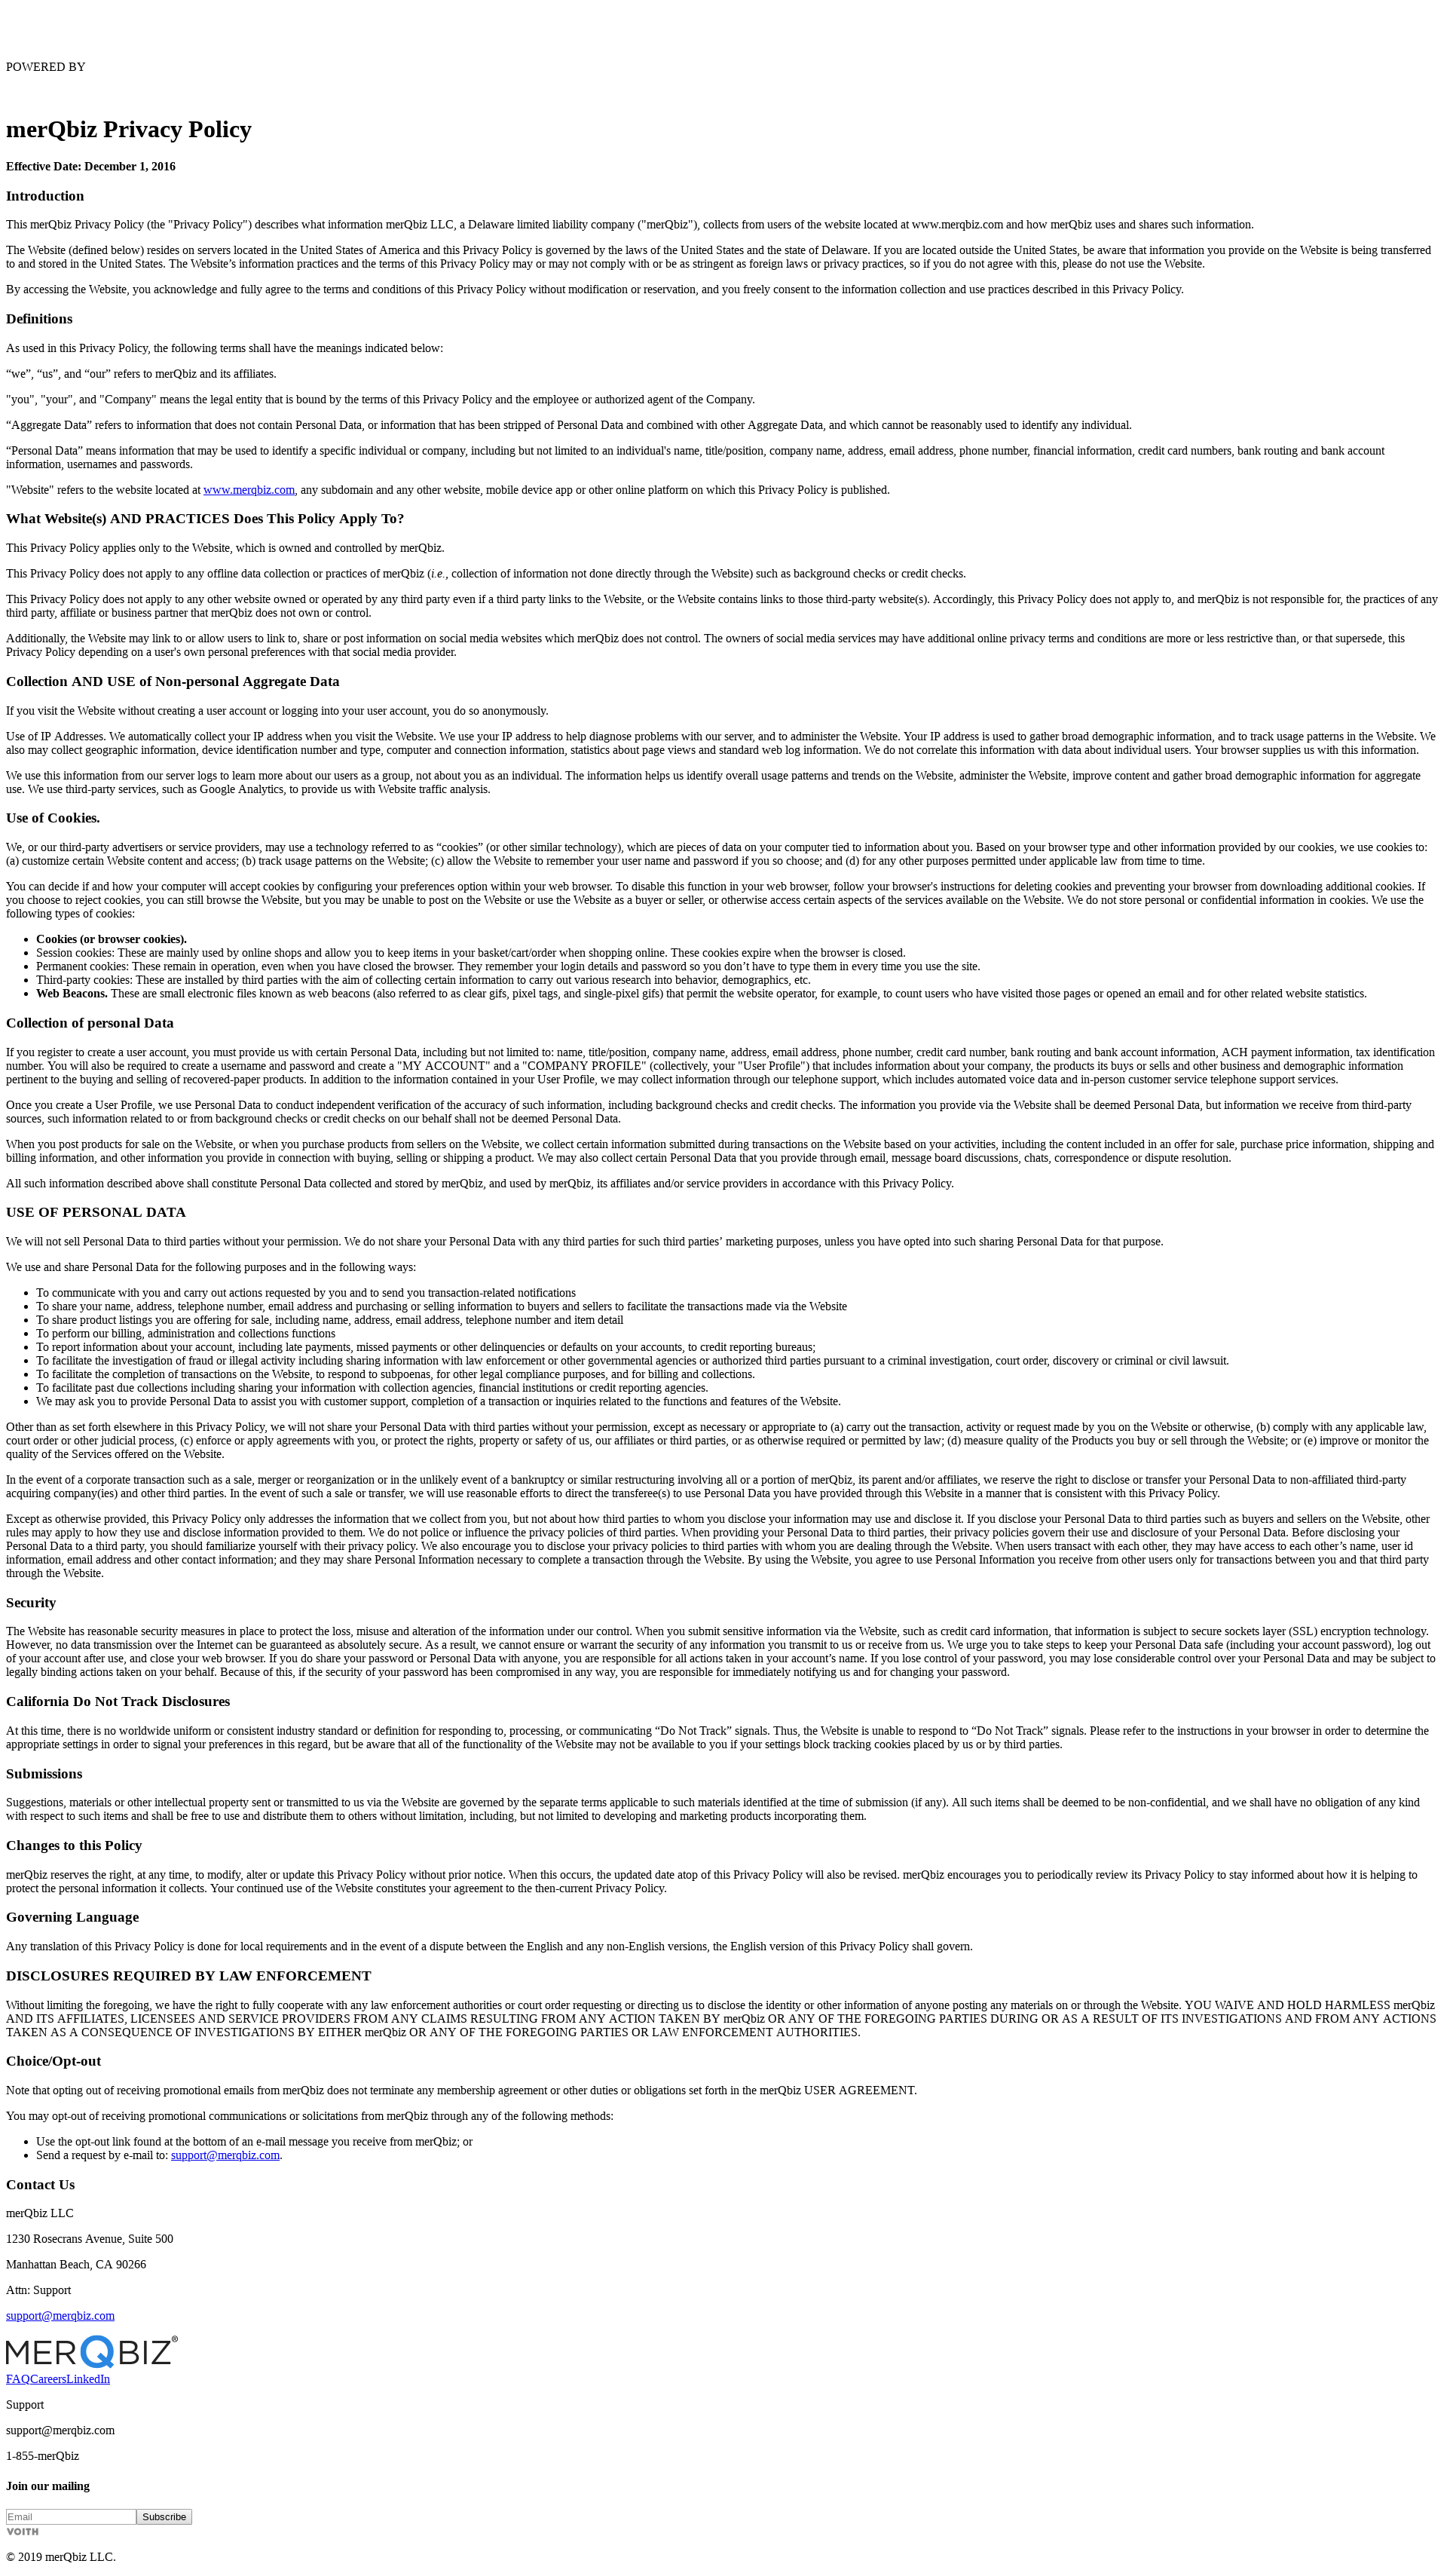 POWERED BY
merQbiz Privacy Policy
Effective Date: December 1, 2016
Introduction
This merQbiz Privacy Policy (the "Privacy Policy") describes what information merQbiz LLC, a Delaware limited liability company ("merQbiz"), collects from users of the website located at www.merqbiz.com and how merQbiz uses and shares such information.
The Website (defined below) resides on servers located in the United States of America and this Privacy Policy is governed by the laws of the United States and the state of Delaware. If you are located outside the United States, be aware that information you provide on the Website is being transferred
to and stored in the United States. The Website’s information practices and the terms of this Privacy Policy may or may not comply with or be as stringent as foreign laws or privacy practices, so if you do not agree with this, please do not use the Website.
By accessing the Website, you acknowledge and fully agree to the terms and conditions of this Privacy Policy without modification or reservation, and you freely consent to the information collection and use practices described in this Privacy Policy.
Definitions
As used in this Privacy Policy, the following terms shall have the meanings indicated below:
“we”, “us”, and “our” refers to merQbiz and its affiliates.
"you", "your", and "Company" means the legal entity that is bound by the terms of this Privacy Policy and the employee or authorized agent of the Company.
“Aggregate Data” refers to information that does not contain Personal Data, or information that has been stripped of Personal Data and combined with other Aggregate Data, and which cannot be reasonably used to identify any individual.
“Personal Data” means information that may be used to identify a specific individual or company, including but not limited to an individual's name, title/position, company name, address, email address, phone number, financial information, credit card numbers, bank routing and bank account
information, usernames and passwords.
"Website" refers to the website located at www.merqbiz.com, any subdomain and any other website, mobile device app or other online platform on which this Privacy Policy is published.
What Website(s) AND PRACTICES Does This Policy Apply To?
This Privacy Policy applies only to the Website, which is owned and controlled by merQbiz.
This Privacy Policy does not apply to any offline data collection or practices of merQbiz (i.e., collection of information not done directly through the Website) such as background checks or credit checks.
This Privacy Policy does not apply to any other website owned or operated by any third party even if a third party links to the Website, or the Website contains links to those third-party website(s). Accordingly, this Privacy Policy does not apply to, and merQbiz is not responsible for, the practices of any
third party, affiliate or business partner that merQbiz does not own or control.
Additionally, the Website may link to or allow users to link to, share or post information on social media websites which merQbiz does not control. The owners of social media services may have additional online privacy terms and conditions are more or less restrictive than, or that supersede, this
Privacy Policy depending on a user's own personal preferences with that social media provider.
Collection AND USE of Non-personal Aggregate Data
If you visit the Website without creating a user account or logging into your user account, you do so anonymously.
Use of IP Addresses. We automatically collect your IP address when you visit the Website. We use your IP address to help diagnose problems with our server, and to administer the Website. Your IP address is used to gather broad demographic information, and to track usage patterns in the Website. We
also may collect geographic information, device identification number and type, computer and connection information, statistics about page views and standard web log information. We do not correlate this information with data about individual users. Your browser supplies us with this information.
We use this information from our server logs to learn more about our users as a group, not about you as an individual. The information helps us identify overall usage patterns and trends on the Website, administer the Website, improve content and gather broad demographic information for aggregate
use. We use third-party services, such as Google Analytics, to provide us with Website traffic analysis.
Use of Cookies.
We, or our third-party advertisers or service providers, may use a technology referred to as “cookies” (or other similar technology), which are pieces of data on your computer tied to information about you. Based on your browser type and other information provided by our cookies, we use cookies to:
(a) customize certain Website content and access; (b) track usage patterns on the Website; (c) allow the Website to remember your user name and password if you so choose; and (d) for any other purposes permitted under applicable law from time to time.
You can decide if and how your computer will accept cookies by configuring your preferences option within your web browser. To disable this function in your web browser, follow your browser's instructions for deleting cookies and preventing your browser from downloading additional cookies. If
you choose to reject cookies, you can still browse the Website, but you may be unable to post on the Website or use the Website as a buyer or seller, or otherwise access certain aspects of the services available on the Website. We do not store personal or confidential information in cookies. We use the
following types of cookies:
• Cookies (or browser cookies).
• Session cookies: These are mainly used by online shops and allow you to keep items in your basket/cart/order when shopping online. These cookies expire when the browser is closed.
• Permanent cookies: These remain in operation, even when you have closed the browser. They remember your login details and password so you don’t have to type them in every time you use the site.
• Third-party cookies: These are installed by third parties with the aim of collecting certain information to carry out various research into behavior, demographics, etc.
• Web Beacons. These are small electronic files known as web beacons (also referred to as clear gifs, pixel tags, and single-pixel gifs) that permit the website operator, for example, to count users who have visited those pages or opened an email and for other related website statistics.
Collection of personal Data
If you register to create a user account, you must provide us with certain Personal Data, including but not limited to: name, title/position, company name, address, email address, phone number, credit card number, bank routing and bank account information, ACH payment information, tax identification
number. You will also be required to create a username and password and create a "MY ACCOUNT" and a "COMPANY PROFILE" (collectively, your "User Profile") that includes information about your company, the products its buys or sells and other business and demographic information
pertinent to the buying and selling of recovered-paper products. In addition to the information contained in your User Profile, we may collect information through our telephone support, which includes automated voice data and in-person customer service telephone support services.
Once you create a User Profile, we use Personal Data to conduct independent verification of the accuracy of such information, including background checks and credit checks. The information you provide via the Website shall be deemed Personal Data, but information we receive from third-party
sources, such information related to or from background checks or credit checks on our behalf shall not be deemed Personal Data.
When you post products for sale on the Website, or when you purchase products from sellers on the Website, we collect certain information submitted during transactions on the Website based on your activities, including the content included in an offer for sale, purchase price information, shipping and
billing information, and other information you provide in connection with buying, selling or shipping a product. We may also collect certain Personal Data that you provide through email, message board discussions, chats, correspondence or dispute resolution.
All such information described above shall constitute Personal Data collected and stored by merQbiz, and used by merQbiz, its affiliates and/or service providers in accordance with this Privacy Policy.
USE OF PERSONAL DATA
We will not sell Personal Data to third parties without your permission. We do not share your Personal Data with any third parties for such third parties’ marketing purposes, unless you have opted into such sharing Personal Data for that purpose.
We use and share Personal Data for the following purposes and in the following ways:
• To communicate with you and carry out actions requested by you and to send you transaction-related notifications
• To share your name, address, telephone number, email address and purchasing or selling information to buyers and sellers to facilitate the transactions made via the Website
• To share product listings you are offering for sale, including name, address, email address, telephone number and item detail
• To perform our billing, administration and collections functions
• To report information about your account, including late payments, missed payments or other delinquencies or defaults on your accounts, to credit reporting bureaus;
• To facilitate the investigation of fraud or illegal activity including sharing information with law enforcement or other governmental agencies or authorized third parties pursuant to a criminal investigation, court order, discovery or criminal or civil lawsuit.
• To facilitate the completion of transactions on the Website, to respond to subpoenas, for other legal compliance purposes, and for billing and collections.
• To facilitate past due collections including sharing your information with collection agencies, financial institutions or credit reporting agencies.
• We may ask you to provide Personal Data to assist you with customer support, completion of a transaction or inquiries related to the functions and features of the Website.
Other than as set forth elsewhere in this Privacy Policy, we will not share your Personal Data with third parties without your permission, except as necessary or appropriate to (a) carry out the transaction, activity or request made by you on the Website or otherwise, (b) comply with any applicable law,
court order or other judicial process, (c) enforce or apply agreements with you, or protect the rights, property or safety of us, our affiliates or third parties, or as otherwise required or permitted by law; (d) measure quality of the Products you buy or sell through the Website; or (e) improve or monitor the
quality of the Services offered on the Website.
In the event of a corporate transaction such as a sale, merger or reorganization or in the unlikely event of a bankruptcy or similar restructuring involving all or a portion of merQbiz, its parent and/or affiliates, we reserve the right to disclose or transfer your Personal Data to non-affiliated third-party
acquiring company(ies) and other third parties. In the event of such a sale or transfer, we will use reasonable efforts to direct the transferee(s) to use Personal Data you have provided through this Website in a manner that is consistent with this Privacy Policy.
Except as otherwise provided, this Privacy Policy only addresses the information that we collect from you, but not about how third parties to whom you disclose your information may use and disclose it. If you disclose your Personal Data to third parties such as buyers and sellers on the Website, other
rules may apply to how they use and disclose information provided to them. We do not police or influence the privacy policies of third parties. When providing your Personal Data to third parties, their privacy policies govern their use and disclosure of your Personal Data. Before disclosing your
Personal Data to a third party, you should familiarize yourself with their privacy policy. We also encourage you to disclose your privacy policies to third parties with whom you are dealing through the Website. When users transact with each other, they may have access to each other’s name, user id
information, email address and other contact information; and they may share Personal Information necessary to complete a transaction through the Website. By using the Website, you agree to use Personal Information you receive from other users only for transactions between you and that third party
through the Website.
Security
The Website has reasonable security measures in place to protect the loss, misuse and alteration of the information under our control. When you submit sensitive information via the Website, such as credit card information, that information is subject to secure sockets layer (SSL) encryption technology.
However, no data transmission over the Internet can be guaranteed as absolutely secure. As a result, we cannot ensure or warrant the security of any information you transmit to us or receive from us. We urge you to take steps to keep your Personal Data safe (including your account password), log out
of your account after use, and close your web browser. If you do share your password or Personal Data with anyone, you are responsible for all actions taken in your account’s name. If you lose control of your password, you may lose considerable control over your Personal Data and may be subject to
legally binding actions taken on your behalf. Because of this, if the security of your password has been compromised in any way, you are responsible for immediately notifying us and for changing your password.
California Do Not Track Disclosures
At this time, there is no worldwide uniform or consistent industry standard or definition for responding to, processing, or communicating “Do Not Track” signals. Thus, the Website is unable to respond to “Do Not Track” signals. Please refer to the instructions in your browser in order to determine the
appropriate settings in order to signal your preferences in this regard, but be aware that all of the functionality of the Website may not be available to you if your settings block tracking cookies placed by us or by third parties.
Submissions
Suggestions, materials or other intellectual property sent or transmitted to us via the Website are governed by the separate terms applicable to such materials identified at the time of submission (if any). All such items shall be deemed to be non-confidential, and we shall have no obligation of any kind
with respect to such items and shall be free to use and distribute them to others without limitation, including, but not limited to developing and marketing products incorporating them.
Changes to this Policy
merQbiz reserves the right, at any time, to modify, alter or update this Privacy Policy without prior notice. When this occurs, the updated date atop of this Privacy Policy will also be revised. merQbiz encourages you to periodically review its Privacy Policy to stay informed about how it is helping to
protect the personal information it collects. Your continued use of the Website constitutes your agreement to the then-current Privacy Policy.
Governing Language
Any translation of this Privacy Policy is done for local requirements and in the event of a dispute between the English and any non-English versions, the English version of this Privacy Policy shall govern.
DISCLOSURES REQUIRED BY LAW ENFORCEMENT
Without limiting the foregoing, we have the right to fully cooperate with any law enforcement authorities or court order requesting or directing us to disclose the identity or other information of anyone posting any materials on or through the Website. YOU WAIVE AND HOLD HARMLESS merQbiz
AND ITS AFFILIATES, LICENSEES AND SERVICE PROVIDERS FROM ANY CLAIMS RESULTING FROM ANY ACTION TAKEN BY merQbiz OR ANY OF THE FOREGOING PARTIES DURING OR AS A RESULT OF ITS INVESTIGATIONS AND FROM ANY ACTIONS
TAKEN AS A CONSEQUENCE OF INVESTIGATIONS BY EITHER merQbiz OR ANY OF THE FOREGOING PARTIES OR LAW ENFORCEMENT AUTHORITIES.
Choice/Opt-out
Note that opting out of receiving promotional emails from merQbiz does not terminate any membership agreement or other duties or obligations set forth in the merQbiz USER AGREEMENT.
You may opt-out of receiving promotional communications or solicitations from merQbiz through any of the following methods:
• Use the opt-out link found at the bottom of an e-mail message you receive from merQbiz; or
• Send a request by e-mail to: support@merqbiz.com.
Contact Us
merQbiz LLC
1230 Rosecrans Avenue, Suite 500
Manhattan Beach, CA 90266
Attn: Support
support@merqbiz.com
MERQBIZ®
FAQCareersLinkedIn
Support
support@merqbiz.com
1-855-merQbiz
Join our mailing
Email Subscribe
VOITH
© 2019 merQbiz LLC.